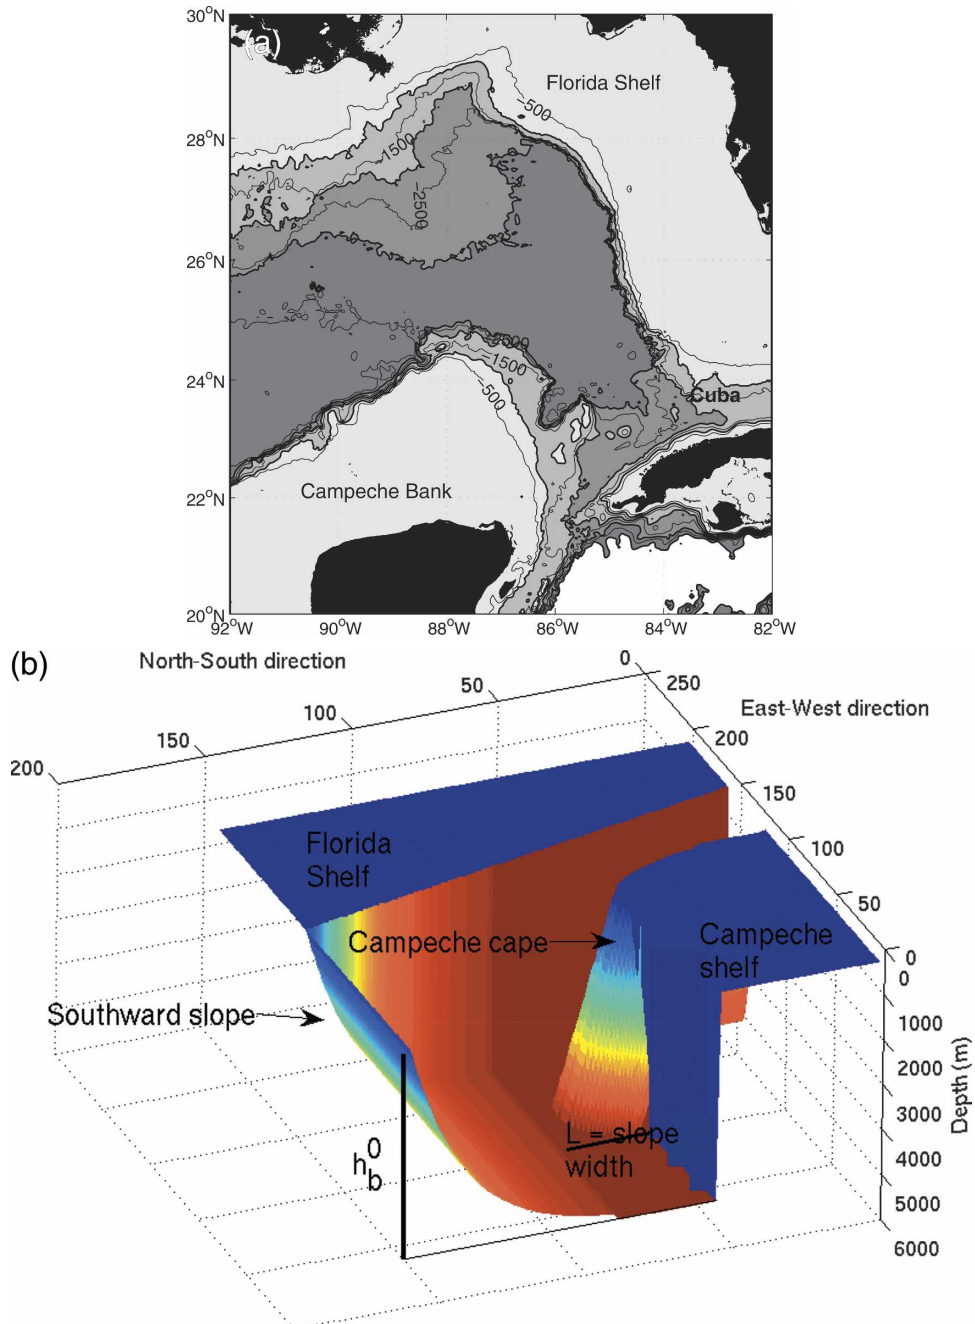 30°N
(a)
Florida Shelf
-500
28°N
-1500
-2500
26°N
-2500
-1500
24°N
-500
Cuba
22°N
Campeche Bank
20°N
92°W 90°W 88°W 86°W 84°W 82°W
(b)
North-South direction
0
250
50
East-West direction
200
100
150
200
150
100
Florida
Shelf
50
Campeche cape
Campeche
shelf
0
0
Southward slope
1000
2000
3000
4000
5000
6000
Depth (m)
L = slope
width
h_b^0